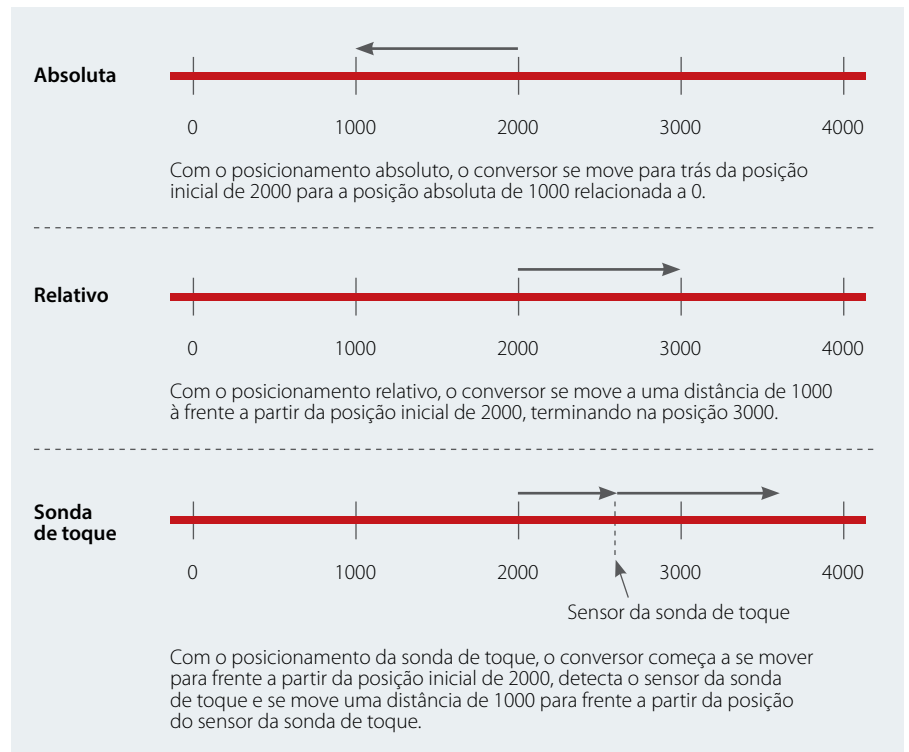 Absoluta
0 1000 2000 3000 4000
Com o posicionamento absoluto, o conversor se move para trás da posição
inicial de 2000 para a posição absoluta de 1000 relacionada a 0.
Relativo
0 1000 2000 3000 4000
Com o posicionamento relativo, o conversor se move a uma distância de 1000
à frente a partir da posição inicial de 2000, terminando na posição 3000.
Sonda
de toque
0 1000 2000 3000 4000
Sensor da sonda de toque
Com o posicionamento da sonda de toque, o conversor começa a se mover
para frente a partir da posição inicial de 2000, detecta o sensor da sonda
de toque e se move uma distância de 1000 para frente a partir da posição
do sensor da sonda de toque.